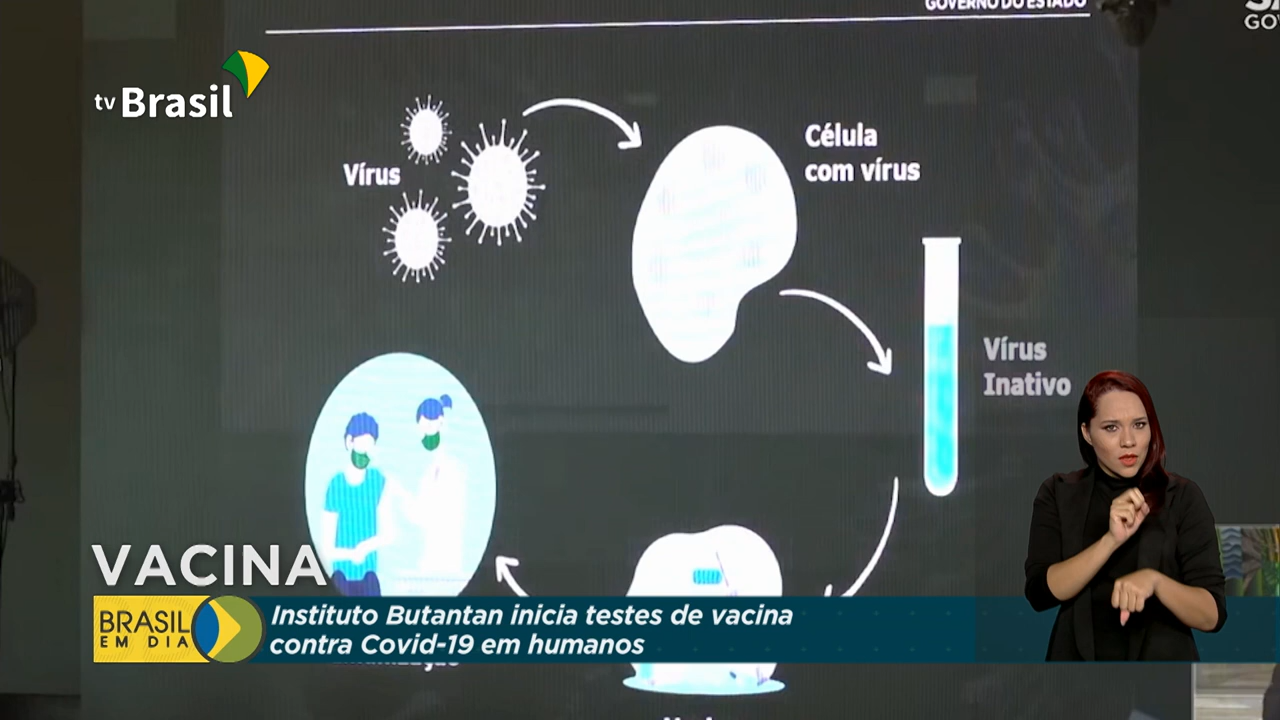 GOVERNO DO ESTADO
GOV
tv Brasil
Vírus
Célula
com vírus
Vírus
Inativo
VACINA
BRASIL
EM DIA
Instituto Butantan inicia testes de vacina
contra Covid-19 em humanos